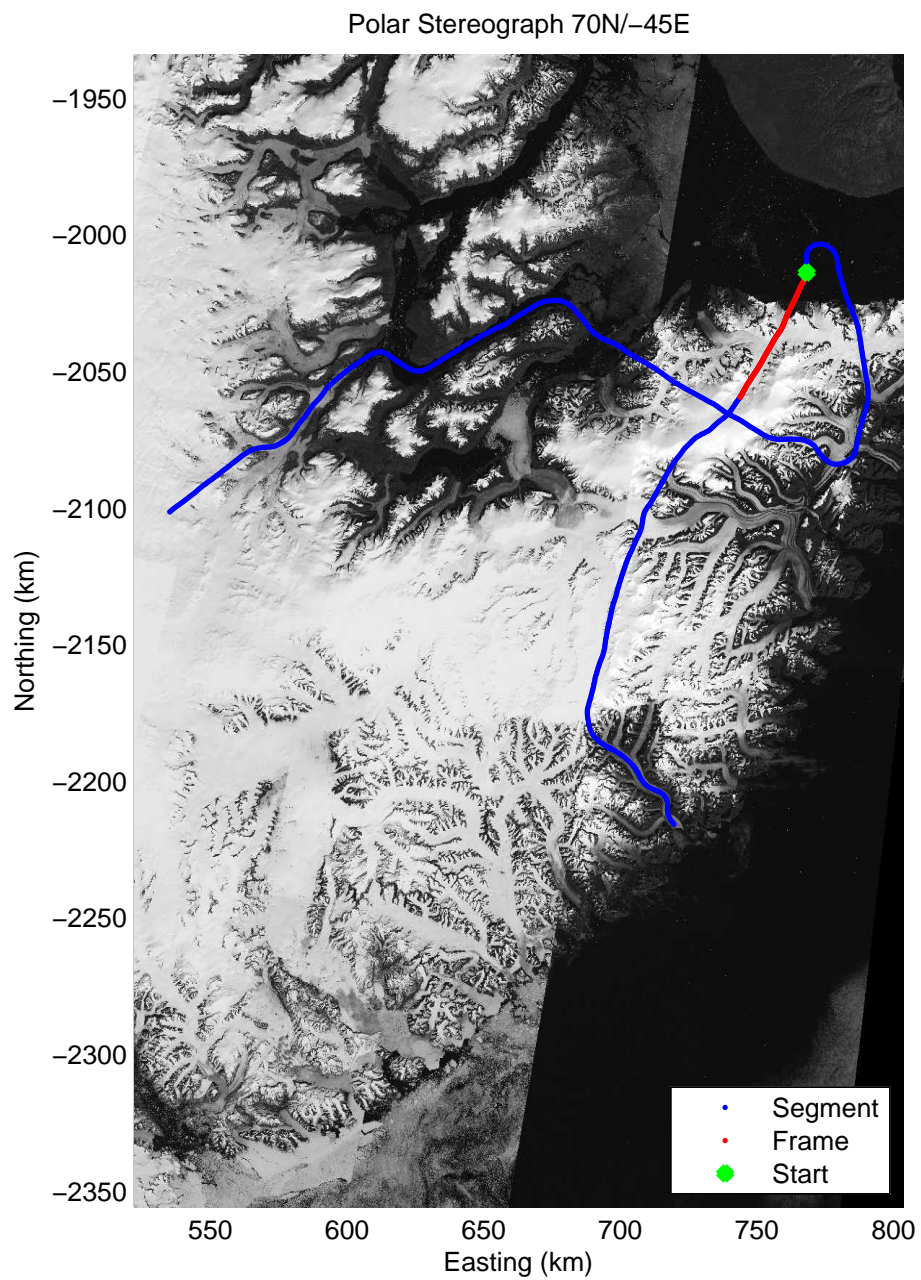 Polar Stereograph 70N/−45E
−1950
−2000
−2050
−2100
−2150
−2200
−2250
−2300
−2350
Northing (km)
550 600 650 700 750 800
Easting (km)
Segment
Frame
Start